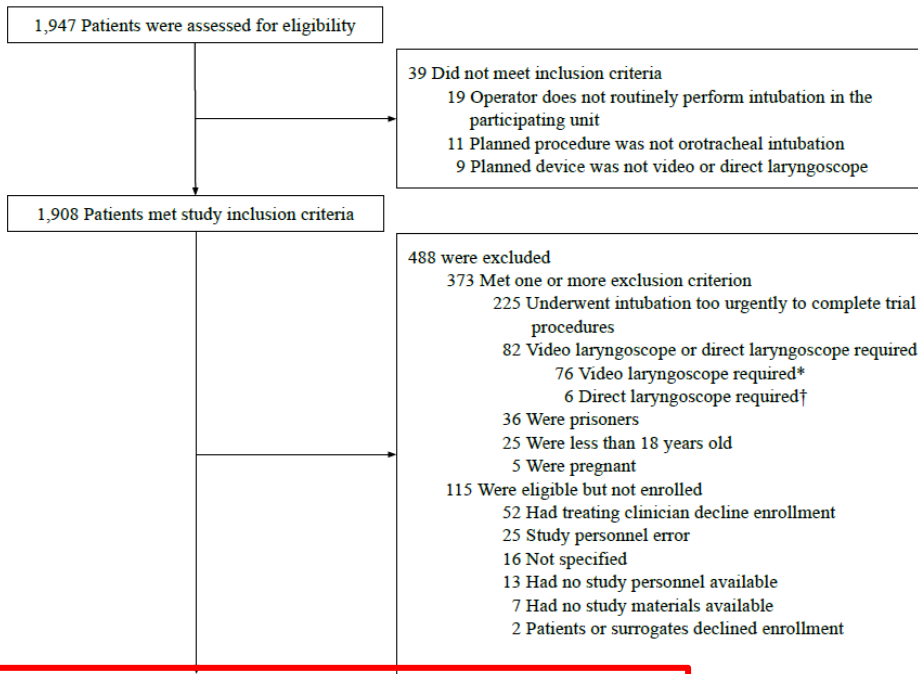 1,947 Patients were assessed for eligibility
39 Did not meet inclusion criteria
19 Operator does not routinely perform intubation in the
participating unit
11 Planned procedure was not orotracheal intubation
9 Planned device was not video or direct laryngoscope
1,908 Patients met study inclusion criteria
488 were excluded
373 Met one or more exclusion criterion
225 Underwent intubation too urgently to complete trial
procedures
82 Video laryngoscope or direct laryngoscope required
76 Video laryngoscope required*
6 Direct laryngoscope required†
36 Were prisoners
25 Were less than 18 years old
5 Were pregnant
115 Were eligible but not enrolled
52 Had treating clinician decline enrollment
25 Study personnel error
16 Not specified
13 Had no study personnel available
7 Had no study materials available
2 Patients or surrogates declined enrollment